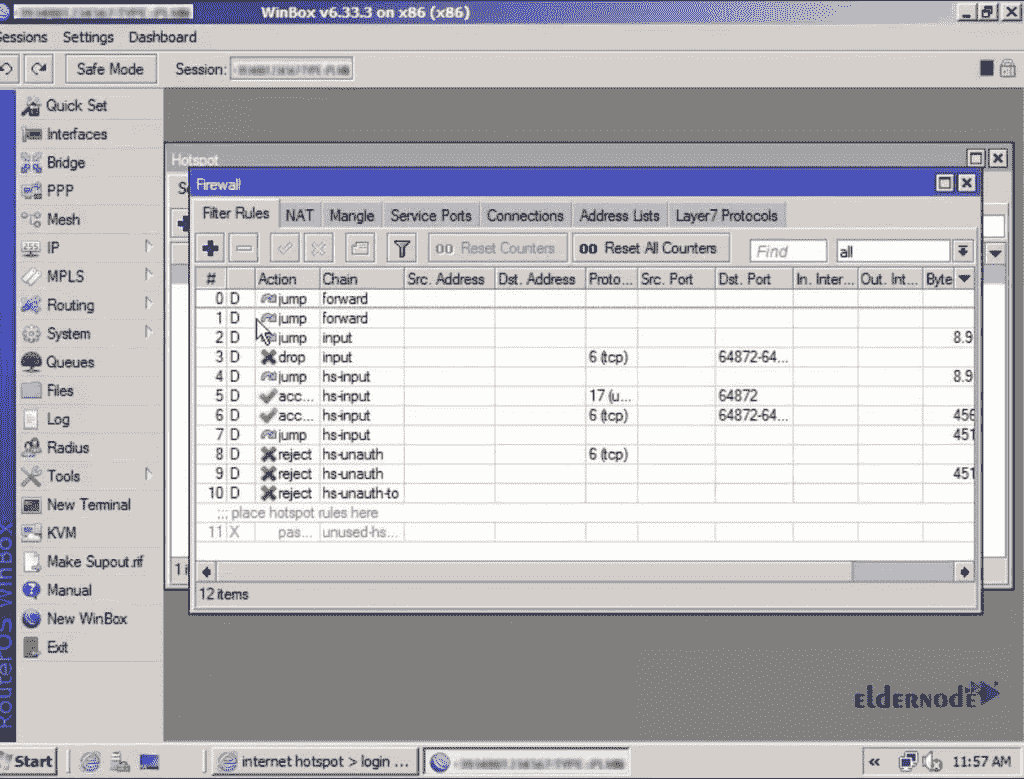 WinBox v6.33.3 on x86 (x86)
Sessions Settings Dashboard
Safe Mode Session:
Quick Set
Interfaces
Bridge
PPP
Mesh
IP
MPLS
Routing
System
Queues
Files
Log
Radius
Tools
New Terminal
KVM
Make Supout.rif
Manual
New WinBox
Exit
RouterOS WinBox
Hotspot
Firewall
Filter Rules NAT Mangle Service Ports Connections Address Lists Layer7 Protocols
00 Reset Counters 00 Reset All Counters Find all
# Action Chain Src. Address Dst. Address Proto... Src. Port Dst. Port In. Inter... Out. Int... Byte
0 D jump forward
1 D jump forward
2 D jump input 8.9
3 D drop input 6 (tcp) 64872-64...
4 D jump hs-input 8.9
5 D acc... hs-input 17 (u... 64872
6 D acc... hs-input 6 (tcp) 64872-64... 456
7 D jump hs-input 451
8 D reject hs-unauth 6 (tcp)
9 D reject hs-unauth 451
10 D reject hs-unauth-to
;;; place hotspot rules here
11 X pas... unused-hs...
12 items
eldernode
Start internet hotspot > login ... « 11:57 AM